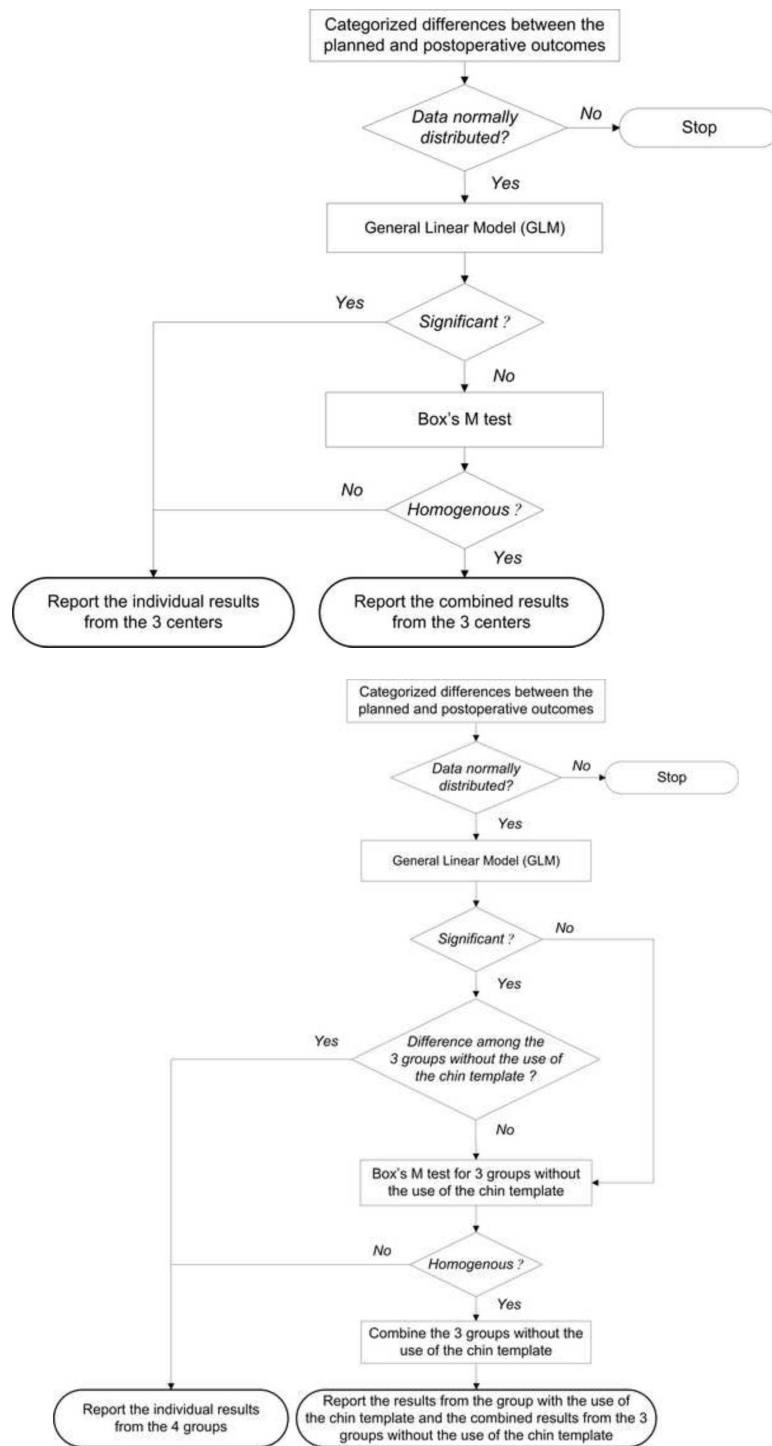 Categorized differences between the
planned and postoperative outcomes
Data normally
distributed?
No
Stop
Yes
General Linear Model (GLM)
Yes
Significant ?
No
Box's M test
No
Homogenous ?
Yes
Report the individual results
from the 3 centers
Report the combined results
from the 3 centers
Categorized differences between the
planned and postoperative outcomes
Data normally
distributed?
No
Stop
Yes
General Linear Model (GLM)
Significant ?
No
Yes
Yes
Difference among the
3 groups without the use of
the chin template ?
No
Box's M test for 3 groups without
the use of the chin template
No
Homogenous ?
Yes
Combine the 3 groups without the
use of the chin template
Report the individual results
from the 4 groups
Report the results from the group with the use of
the chin template and the combined results from the 3
groups without the use of the chin template